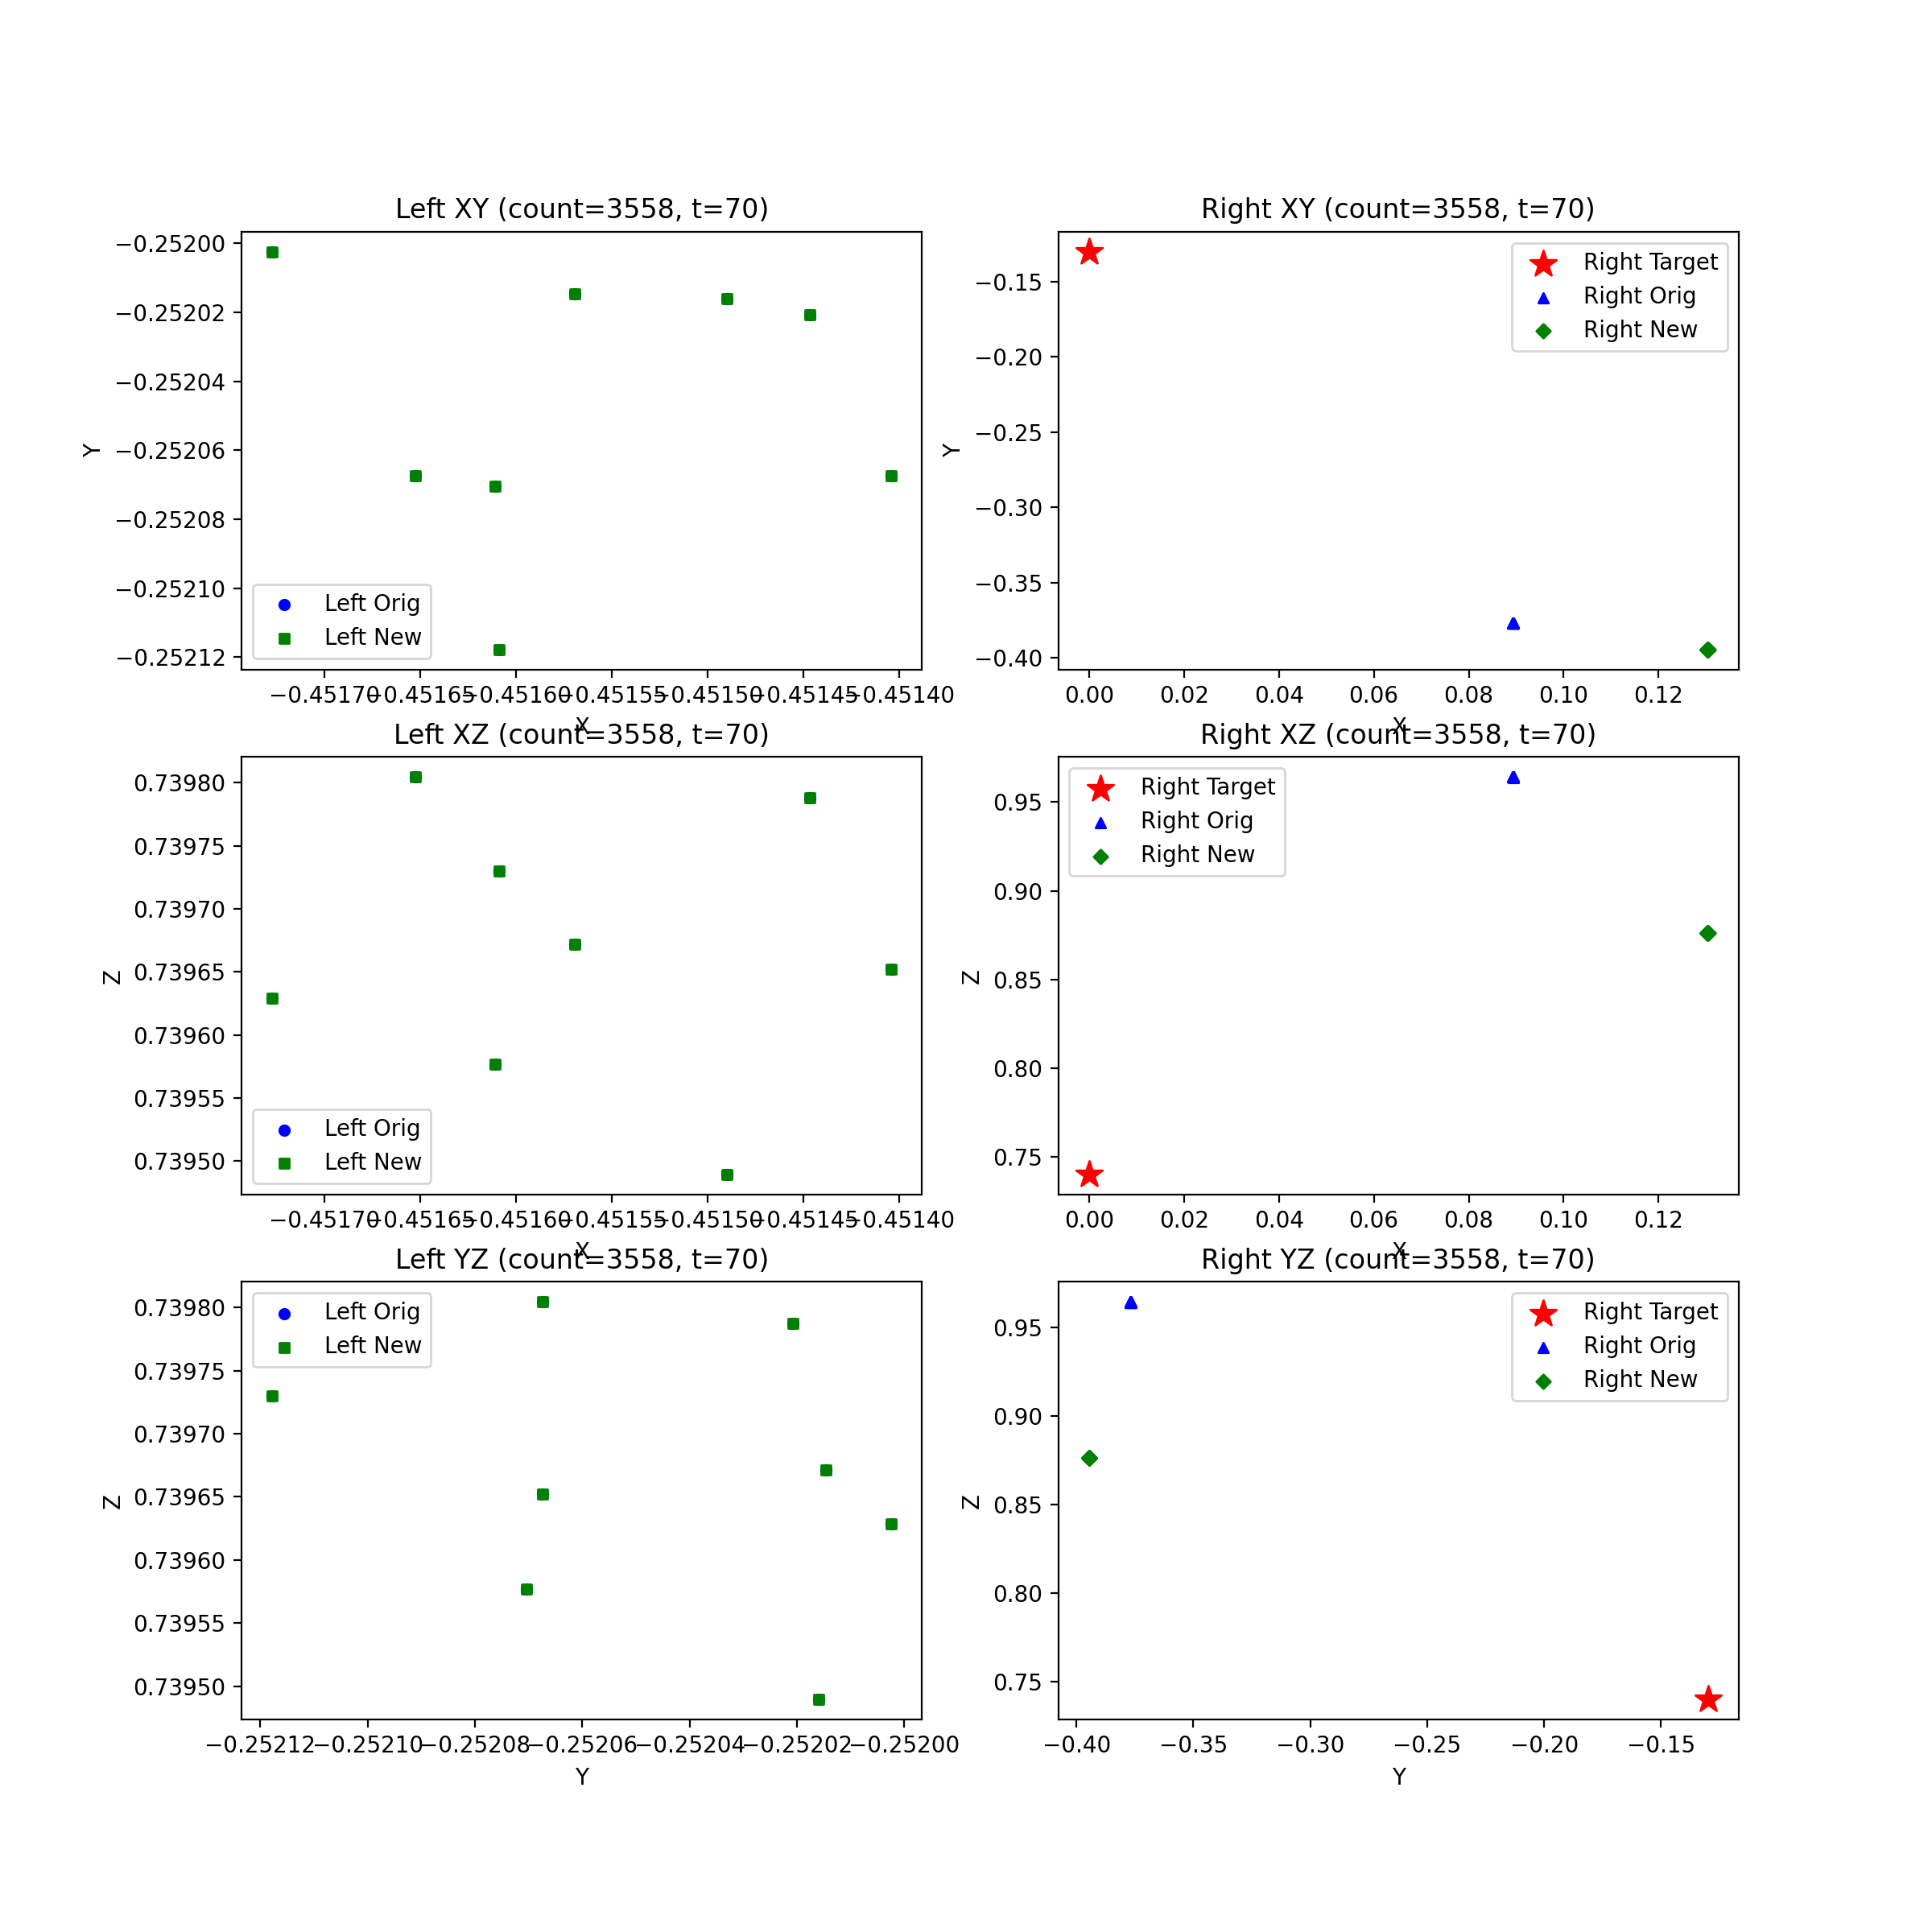 Left XY (count=3558, t=70)
−0.25200
−0.25202
−0.25204
−0.25206
−0.25208
−0.25210
−0.25212
Y
Left Orig
Left New
−0.45170 −0.45165 −0.45160 −0.45155 −0.45150 −0.45145 −0.45140
X
Right XY (count=3558, t=70)
−0.15
−0.20
−0.25
−0.30
−0.35
−0.40
Y
Right Target
Right Orig
Right New
0.00 0.02 0.04 0.06 0.08 0.10 0.12
X
Left XZ (count=3558, t=70)
0.73980
0.73975
0.73970
0.73965
0.73960
0.73955
0.73950
Z
Left Orig
Left New
−0.45170 −0.45165 −0.45160 −0.45155 −0.45150 −0.45145 −0.45140
X
Right XZ (count=3558, t=70)
0.95
0.90
0.85
0.80
0.75
Z
Right Target
Right Orig
Right New
0.00 0.02 0.04 0.06 0.08 0.10 0.12
X
Left YZ (count=3558, t=70)
0.73980
0.73975
0.73970
0.73965
0.73960
0.73955
0.73950
Z
Left Orig
Left New
−0.25212 −0.25210 −0.25208 −0.25206 −0.25204 −0.25202 −0.25200
Y
Right YZ (count=3558, t=70)
0.95
0.90
0.85
0.80
0.75
Z
Right Target
Right Orig
Right New
−0.40 −0.35 −0.30 −0.25 −0.20 −0.15
Y